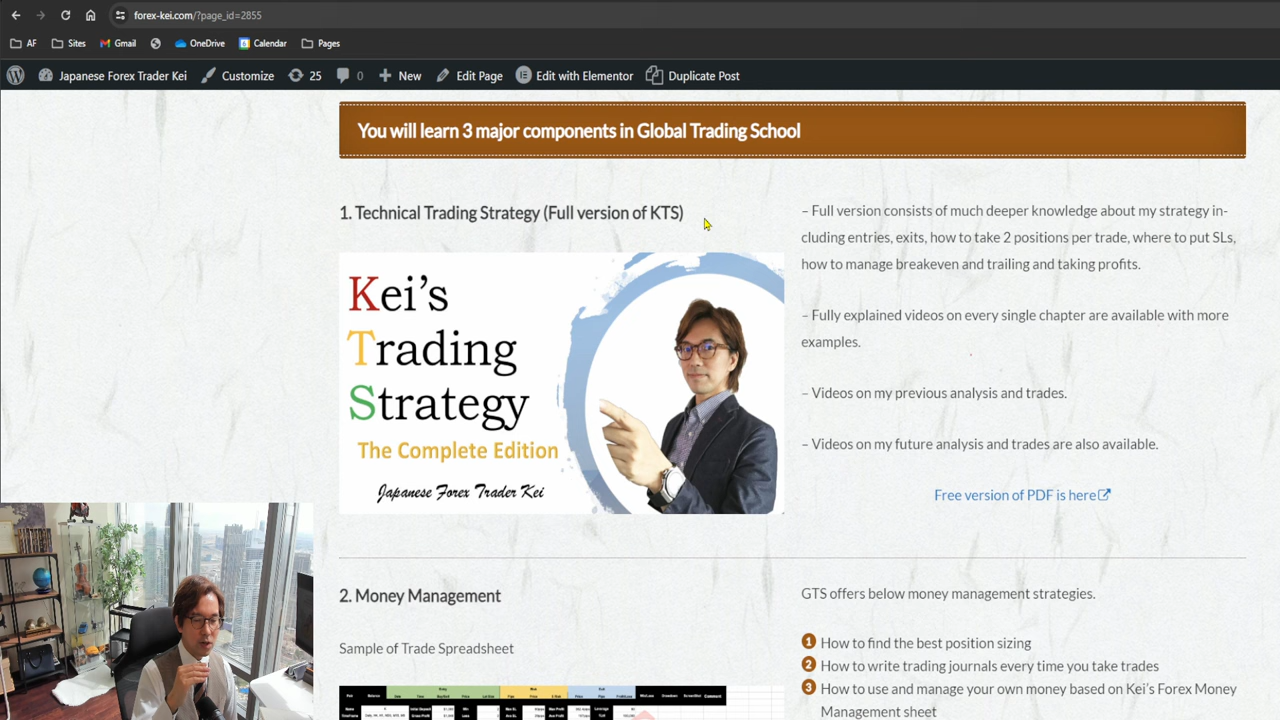 forex-kei.com/?page_id=2855
AF Sites Gmail OneDrive Calendar Pages
Japanese Forex Trader Kei Customize 25 0 New Edit Page Edit with Elementor Duplicate Post
You will learn 3 major components in Global Trading School
1. Technical Trading Strategy (Full version of KTS)
Kei's
Trading
Strategy
The Complete Edition
Japanese Forex Trader Kei
– Full version consists of much deeper knowledge about my strategy in-
cluding entries, exits, how to take 2 positions per trade, where to put SLs,
how to manage breakeven and trailing and taking profits.
– Fully explained videos on every single chapter are available with more
examples.
– Videos on my previous analysis and trades.
– Videos on my future analysis and trades are also available.
Free version of PDF is here
2. Money Management
Sample of Trade Spreadsheet
GTS offers below money management strategies.
1 How to find the best position sizing
2 How to write trading journals every time you take trades
3 How to use and manage your own money based on Kei's Forex Money
Management sheet